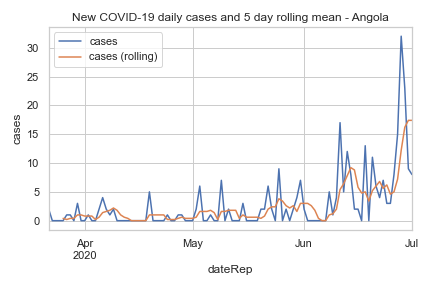 New COVID-19 daily cases and 5 day rolling mean - Angola
cases
cases (rolling)
30
25
20
15
10
5
0
cases
Apr
2020
May
Jun
Jul
dateRep